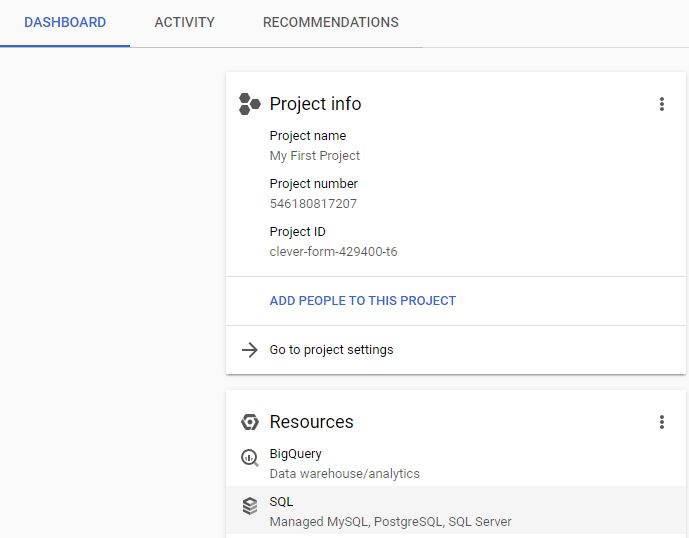 DASHBOARD
ACTIVITY
RECOMMENDATIONS
Project info
Project name
My First Project
Project number
546180817207
Project ID
clever-form-429400-t6
ADD PEOPLE TO THIS PROJECT
Go to project settings
Resources
BigQuery
Data warehouse/analytics
SQL
Managed MySQL, PostgreSQL, SQL Server